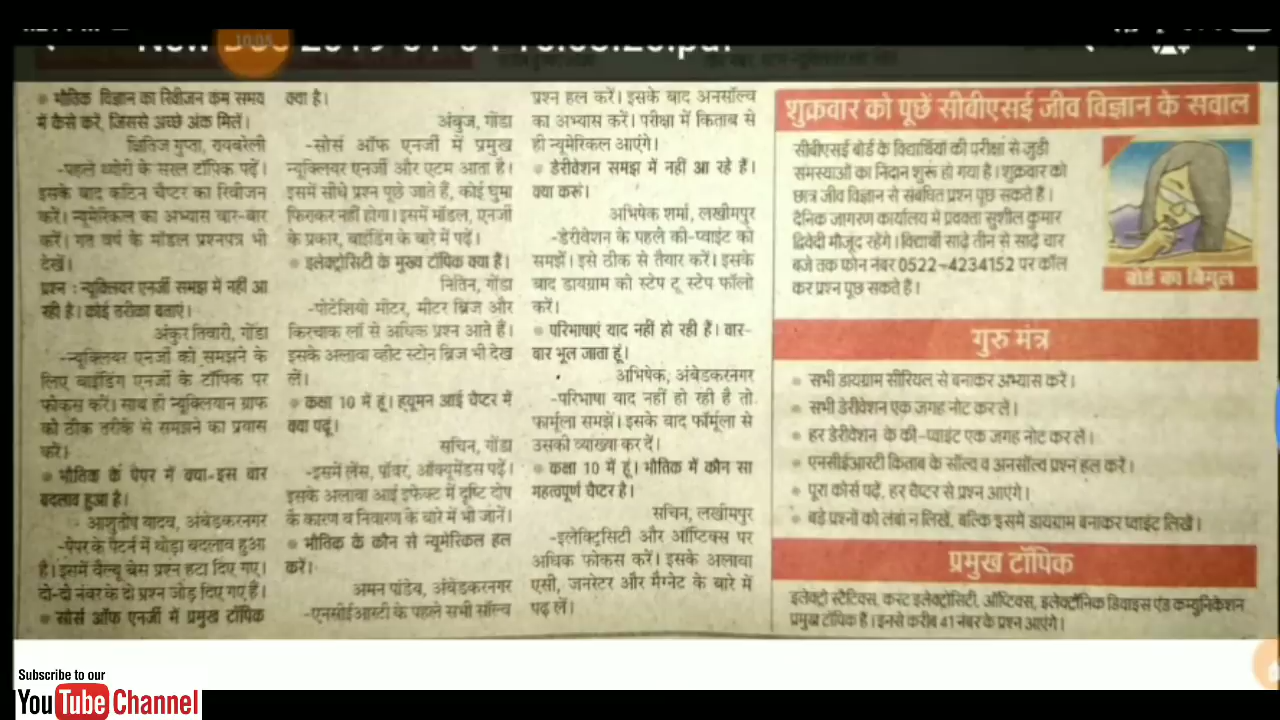 New Doc 2019-01-04 10.05.20.pdf
10:05
● भौतिक विज्ञान का रिवीजन कम समय
में कैसे करें, जिससे अच्छे अंक मिलें।
क्षितिज गुप्ता, रायबरेली
-पहले थ्योरी के सरल टॉपिक पढ़ें।
इसके बाद कठिन चैप्टर का रिवीजन
करें। न्यूमेरिकल का अभ्यास बार-बार
करें। गत वर्ष के मॉडल प्रश्नपत्र भी
देखें।
प्रश्न : न्यूक्लियर एनर्जी समझ में नहीं आ
रही है। कोई तरीका बताएं।
अंकुर तिवारी, गोंडा
-न्यूक्लियर एनर्जी को समझने के
लिए बाइंडिंग एनर्जी के टॉपिक पर
फोकस करें। साथ ही न्यूक्लियान ग्राफ
को ठीक तरीके से समझने का प्रयास
करें।
● भौतिक के पेपर में क्या-इस बार
बदलाव हुआ है।
आशुतोष यादव, अंबेडकरनगर
-पेपर के पैटर्न में थोड़ा बदलाव हुआ
है। इसमें वैल्यू बेस प्रश्न हटा दिए गए।
दो-दो नंबर के दो प्रश्न जोड़ दिए गए हैं।
● सोर्स ऑफ एनर्जी में प्रमुख टॉपिक
क्या है।
अंबुज, गोंडा
-सोर्स ऑफ एनर्जी में प्रमुख
न्यूक्लियर एनर्जी और एटम आता है।
इसमें सीधे प्रश्न पूछे जाते हैं, कोई घुमा
फिराकर नहीं होगा। इसमें मॉडल, एनर्जी
के प्रकार, बाइंडिंग के बारे में पढ़ें।
● इलेक्ट्रोसिटी के मुख्य टॉपिक क्या हैं।
नितिन, गोंडा
-पोटेशियो मीटर, मीटर ब्रिज और
किरचाक लॉ से अधिक प्रश्न आते हैं।
इसके अलावा व्हीट स्टोन ब्रिज भी देख
लें।
● कक्षा 10 में हूं। ह्यूमन आई चैप्टर में
क्या पढूं।
सचिन, गोंडा
-इसमें लेंस, पॉवर, ऑक्यूमेंडस पढ़ें।
इसके अलावा आई इफेक्ट में दृष्टि दोष
के कारण व निवारण के बारे में भी जानें।
● भौतिक के कौन से न्यूमेरिकल हल
करें।
अमन पांडेय, अंबेडकरनगर
-एनसीईआरटी के पहले सभी सॉल्व
प्रश्न हल करें। इसके बाद अनसॉल्व
का अभ्यास करें। परीक्षा में किताब से
ही न्यूमेरिकल आएंगे।
● डेरीवेशन समझ में नहीं आ रहे हैं।
क्या करूं।
अभिषेक शर्मा, लखीमपुर
-डेरीवेशन के पहले की-प्वाइंट को
समझें। इसे ठीक से तैयार करें। इसके
बाद डायग्राम को स्टेप टू स्टेप फॉलो
करें।
● परिभाषाएं याद नहीं हो रही हैं। बार-
बार भूल जाता हूं।
अभिषेक, अंबेडकरनगर
-परिभाषा याद नहीं हो रही है तो
फार्मूला समझें। इसके बाद फॉर्मूला से
उसकी व्याख्या कर दें।
● कक्षा 10 में हूं। भौतिक में कौन सा
महत्वपूर्ण चैप्टर है।
सचिन, लखीमपुर
-इलेक्ट्रिसिटी और ऑप्टिक्स पर
अधिक फोकस करें। इसके अलावा
एसी, जनरेटर और मैग्नेट के बारे में
पढ़ लें।
शुक्रवार को पूछें सीबीएसई जीव विज्ञान के सवाल
सीबीएसई बोर्ड के विद्यार्थियों की परीक्षा से जुड़ी
समस्याओं का निदान शुरू हो गया है। शुक्रवार को
छात्र जीव विज्ञान से संबंधित प्रश्न पूछ सकते हैं।
दैनिक जागरण कार्यालय में प्रवक्ता सुशील कुमार
द्विवेदी मौजूद रहेंगे। विद्यार्थी साढ़े तीन से साढ़े चार
बजे तक फोन नंबर 0522-4234152 पर कॉल
कर प्रश्न पूछ सकते हैं।
बोर्ड का बिगुल
गुरु मंत्र
● सभी डायग्राम सीरियल से बनाकर अभ्यास करें।
● सभी डेरीवेशन एक जगह नोट कर लें।
● हर डेरीवेशन के की-प्वाइंट एक जगह नोट कर लें।
● एनसीईआरटी किताब के सॉल्व व अनसॉल्व प्रश्न हल करें।
● पूरा कोर्स पढ़ें, हर चैप्टर से प्रश्न आएंगे।
● बड़े प्रश्नों को लंबा न लिखें, बल्कि इसमें डायग्राम बनाकर प्वाइंट लिखें।
प्रमुख टॉपिक
इलेक्ट्रो स्टैटिक्स, करंट इलेक्ट्रोसिटी, ऑप्टिक्स, इलेक्ट्रॉनिक डिवाइस एंड कम्युनिकेशन
प्रमुख टॉपिक हैं। इनसे करीब 41 नंबर के प्रश्न आएंगे।
Subscribe to our
YouTube Channel